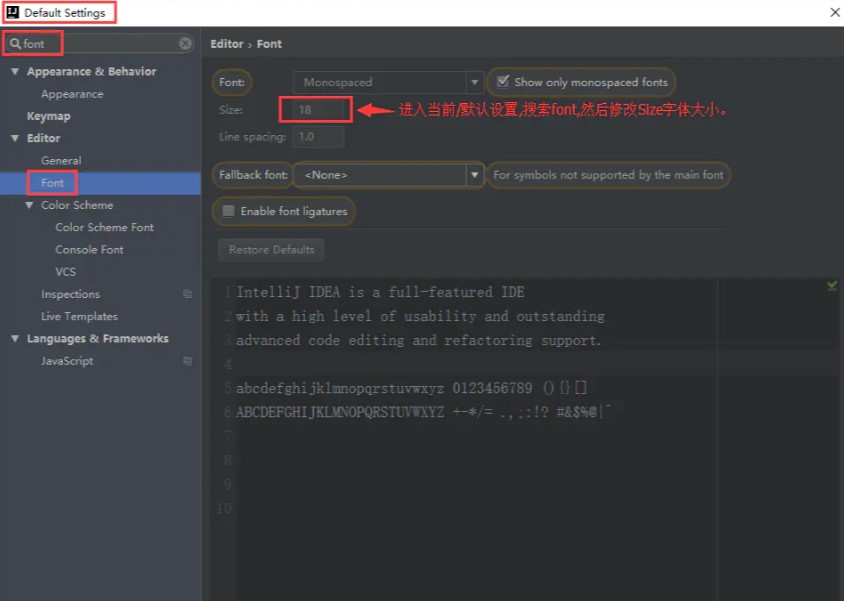 Default Settings
font
Editor › Font
Appearance & Behavior
Appearance
Keymap
Editor
General
Font
Color Scheme
Color Scheme Font
Console Font
VCS
Inspections
Live Templates
Languages & Frameworks
JavaScript
Font: Monospaced Show only monospaced fonts
Size: 18 进入当前/默认设置,搜索font,然后修改Size字体大小。
Line spacing: 1.0
Fallback font: <None> For symbols not supported by the main font
Enable font ligatures
Restore Defaults
1 IntelliJ IDEA is a full-featured IDE
2 with a high level of usability and outstanding
3 advanced code editing and refactoring support.
4
5 abcdefghijklmnopqrstuvwxyz 0123456789 (){}[]
6 ABCDEFGHIJKLMNOPQRSTUVWXYZ +-*/= .,;:!? #&$%@|^
7
8
9
10